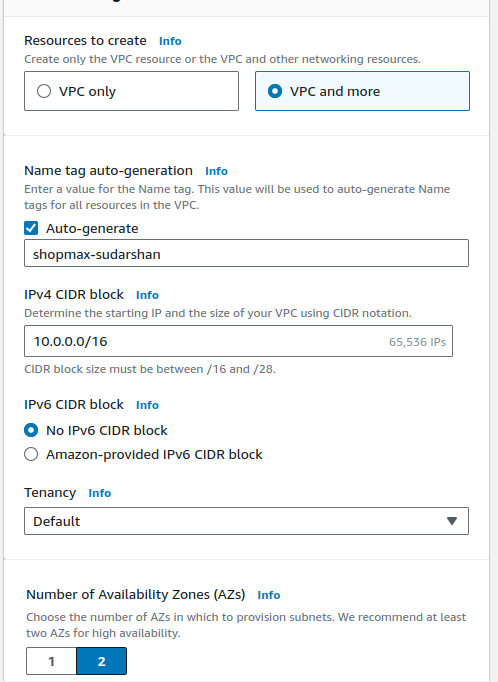 Resources to create Info
Create only the VPC resource or the VPC and other networking resources.
VPC only VPC and more
Name tag auto-generation Info
Enter a value for the Name tag. This value will be used to auto-generate Name
tags for all resources in the VPC.
Auto-generate
shopmax-sudarshan
IPv4 CIDR block Info
Determine the starting IP and the size of your VPC using CIDR notation.
10.0.0.0/16 65,536 IPs
CIDR block size must be between /16 and /28.
IPv6 CIDR block Info
No IPv6 CIDR block
Amazon-provided IPv6 CIDR block
Tenancy Info
Default
Number of Availability Zones (AZs) Info
Choose the number of AZs in which to provision subnets. We recommend at least
two AZs for high availability.
1 2